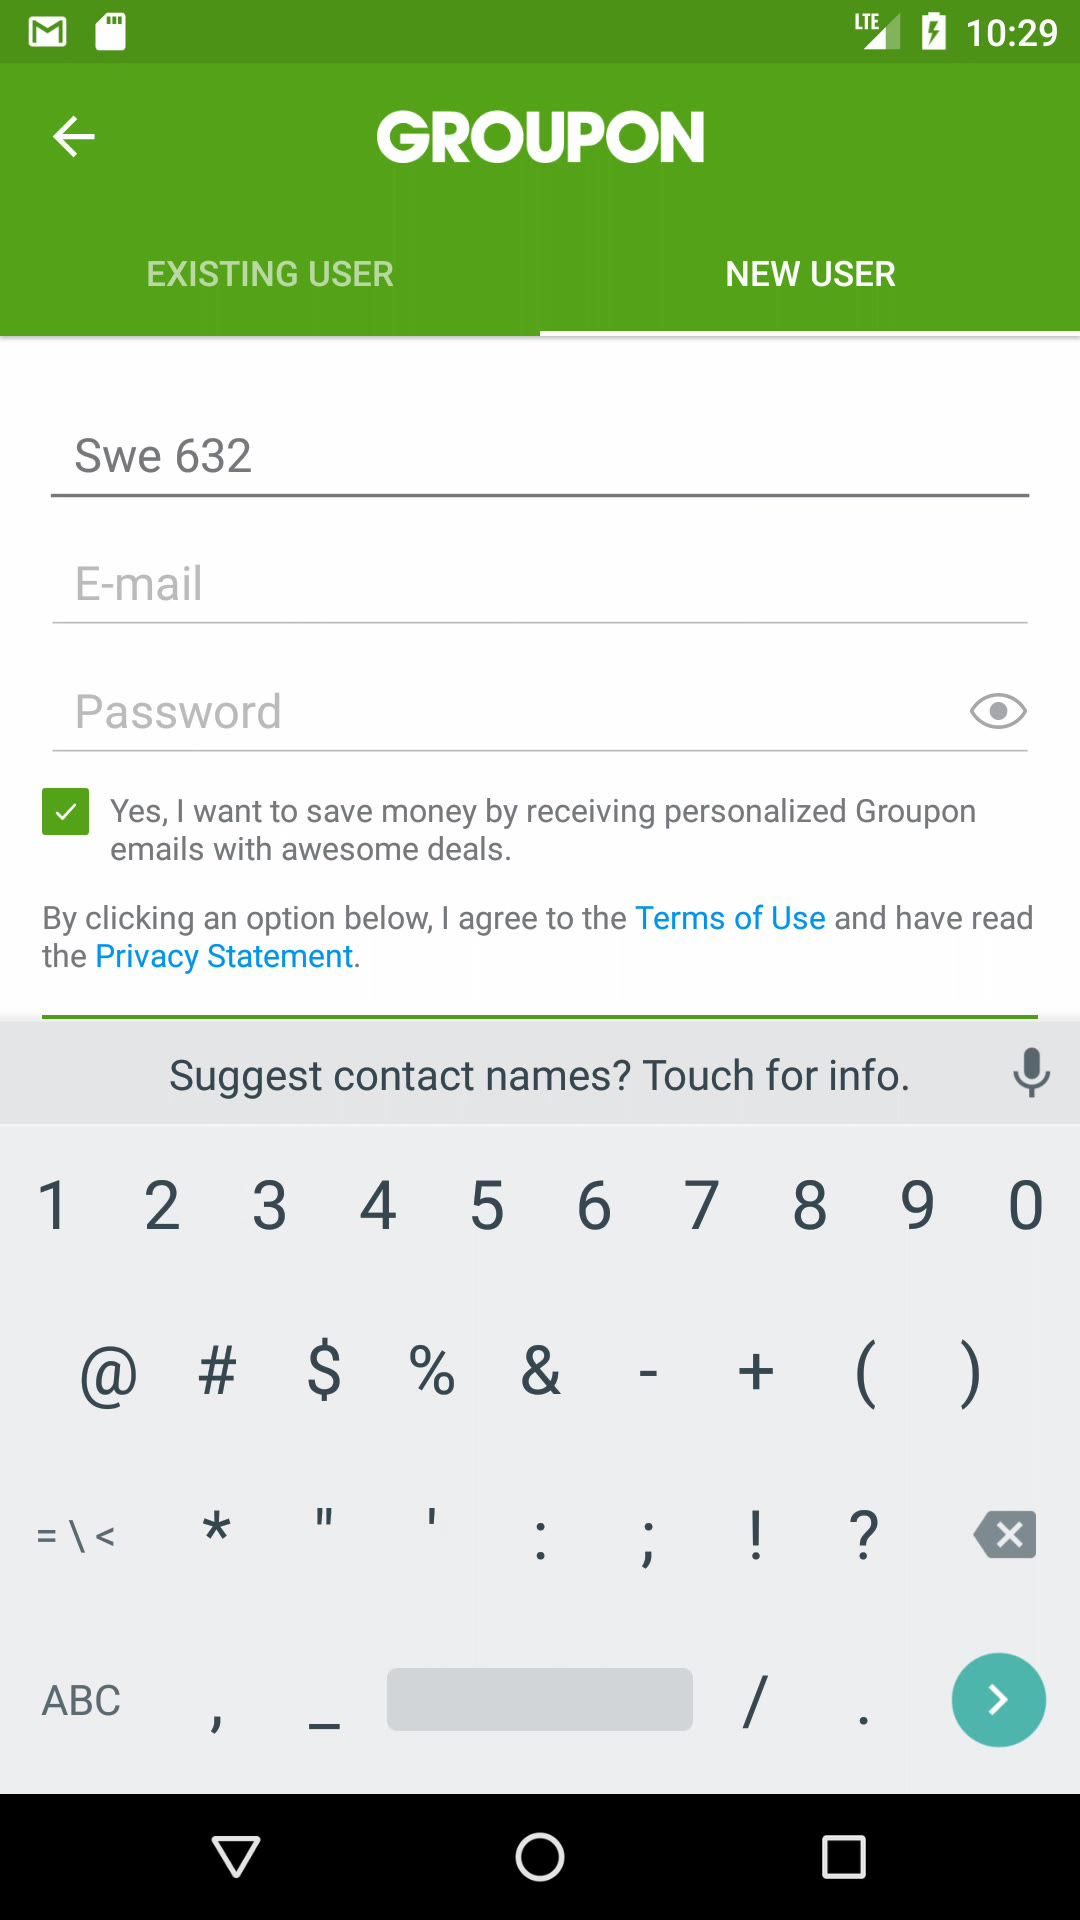 LTE 10:29
GROUPON
EXISTING USER NEW USER
Swe 632
E-mail
Password
Yes, I want to save money by receiving personalized Groupon
emails with awesome deals.
By clicking an option below, I agree to the Terms of Use and have read
the Privacy Statement.
Suggest contact names? Touch for info.
1 2 3 4 5 6 7 8 9 0
@ # $ % & - + ( )
= \ < * " ' : ; ! ?
ABC , _ / .